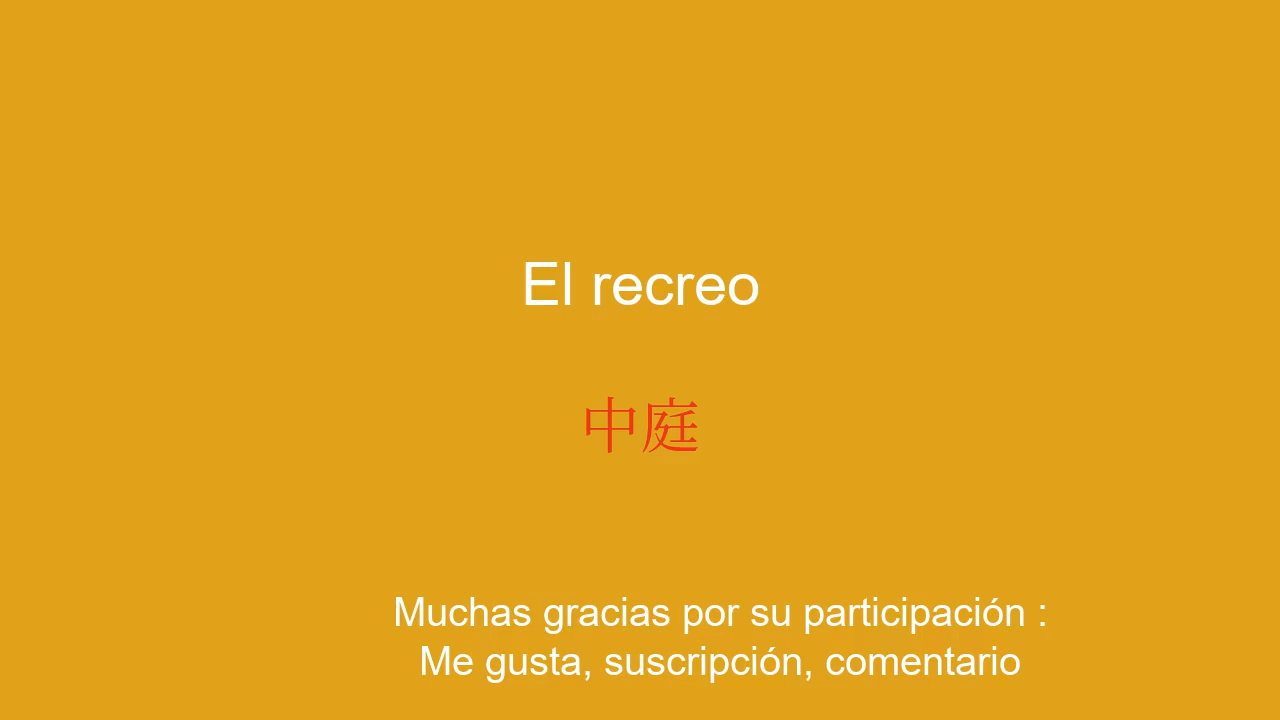 El recreo
中庭
Muchas gracias por su participación :
Me gusta, suscripción, comentario